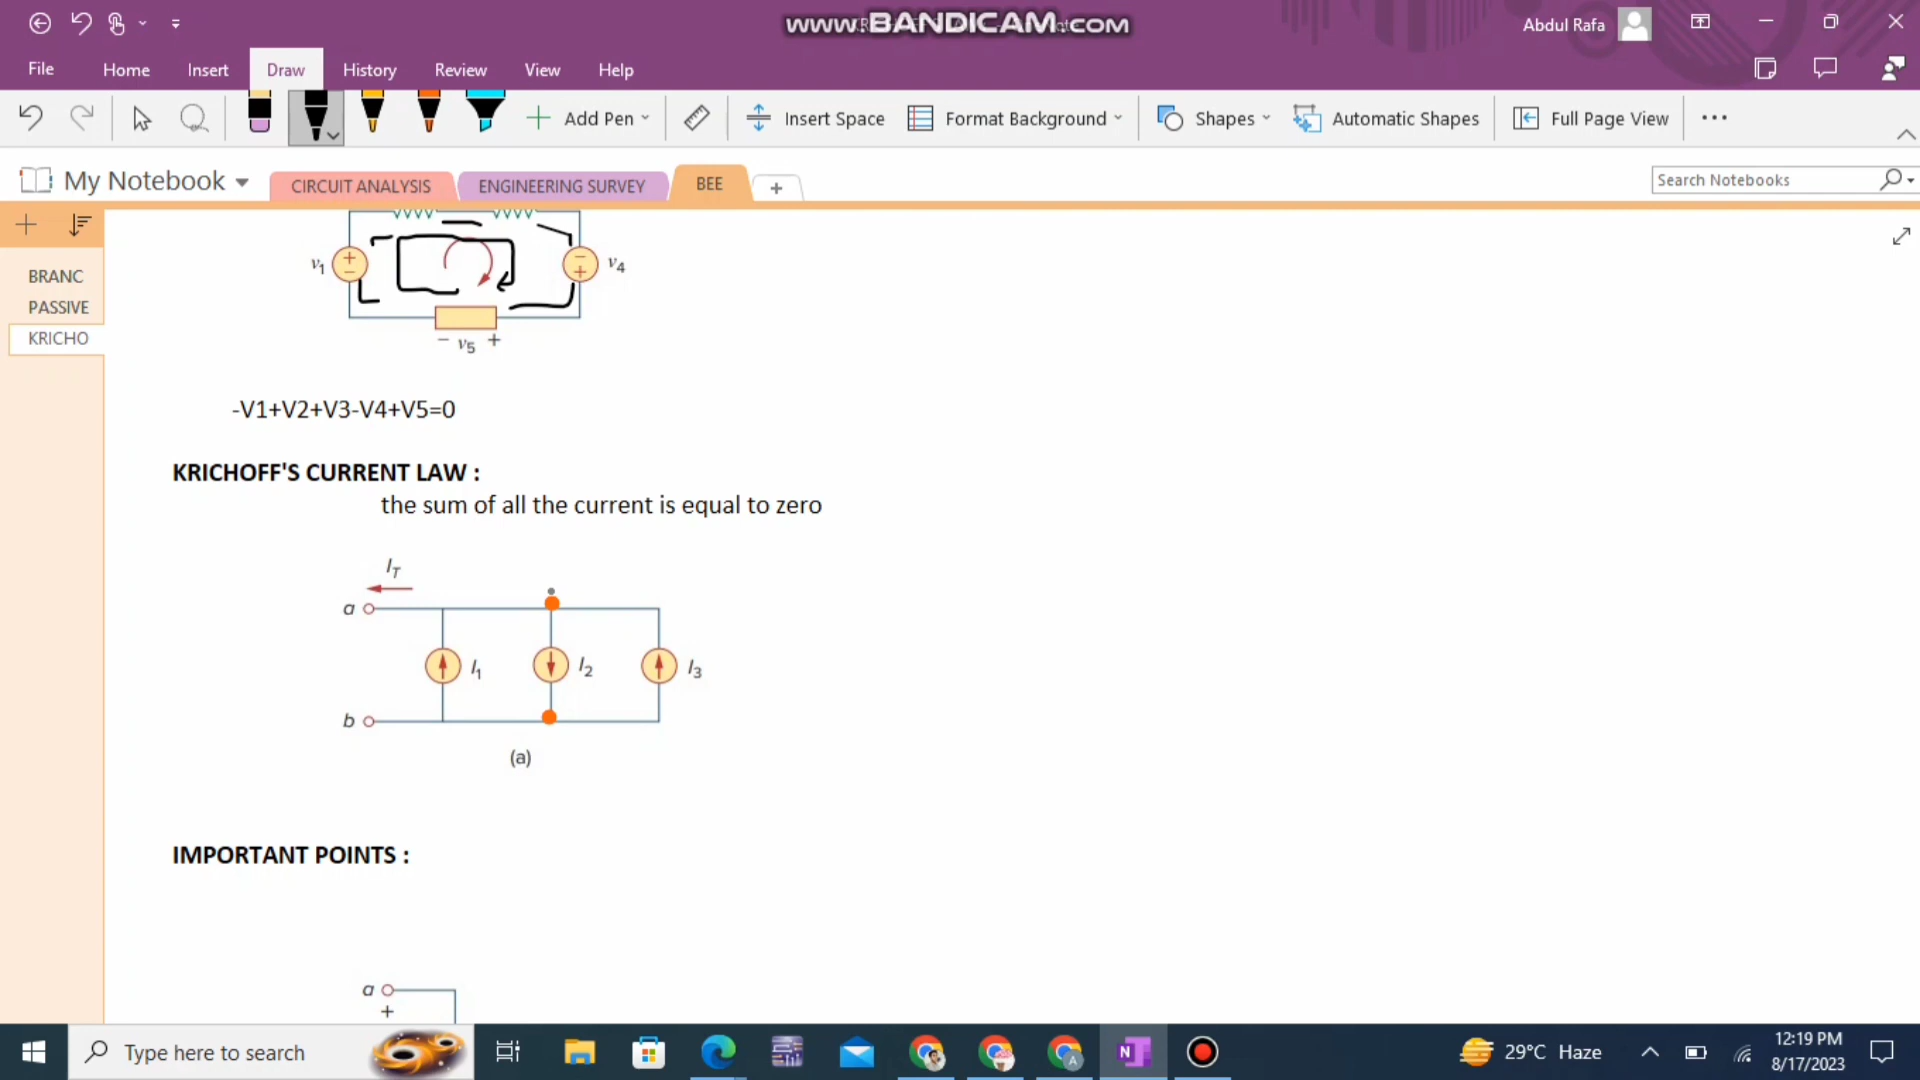 www.BANDICAM.com
Abdul Rafa
File Home Insert Draw History Review View Help
Add Pen Insert Space Format Background Shapes Automatic Shapes Full Page View
My Notebook CIRCUIT ANALYSIS ENGINEERING SURVEY BEE + Search Notebooks
BRANC
PASSIVE
KRICHO
v1 + − − + v4
− v5 +
-V1+V2+V3-V4+V5=0
KRICHOFF'S CURRENT LAW :
the sum of all the current is equal to zero
IT
a
I1 I2 I3
b
(a)
IMPORTANT POINTS :
a
+
Type here to search
29°C Haze
12:19 PM
8/17/2023